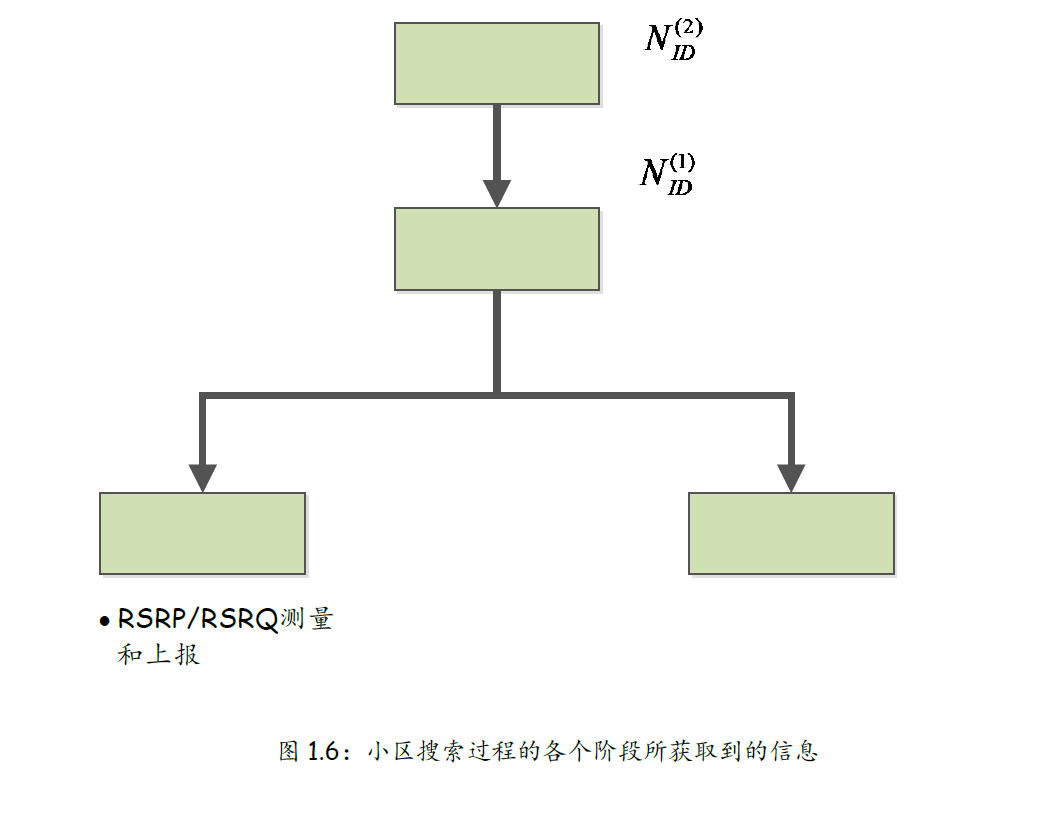 N_{ID}^{(2)}
N_{ID}^{(1)}
• RSRP/RSRQ测量
和上报
图 1.6：小区搜索过程的各个阶段所获取到的信息